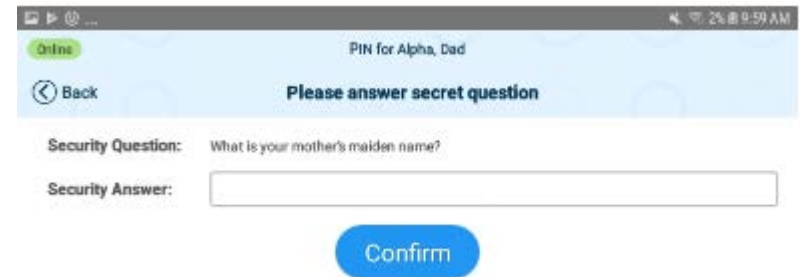 ... 2% 9:59 AM
Online PIN for Alpha, Dad
Back Please answer secret question
Security Question: What is your mother's maiden name?
Security Answer:
Confirm